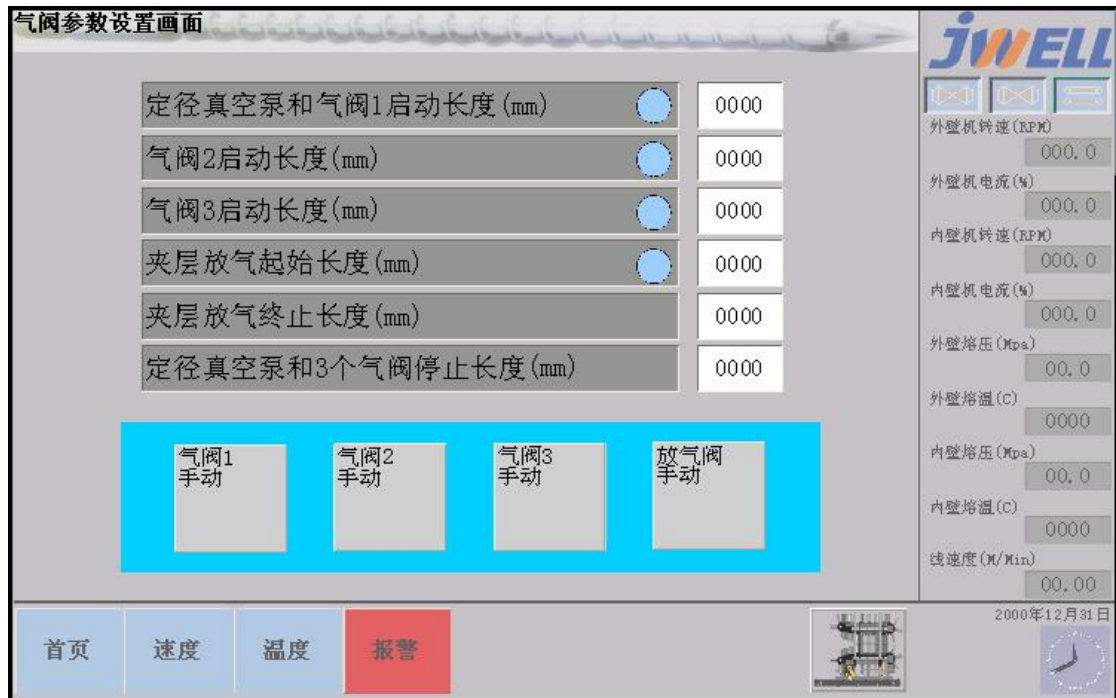 气阀参数设置画面
JWELL
定径真空泵和气阀1启动长度(mm) 0000
气阀2启动长度(mm) 0000
气阀3启动长度(mm) 0000
夹层放气起始长度(mm) 0000
夹层放气终止长度(mm) 0000
定径真空泵和3个气阀停止长度(mm) 0000
气阀1
手动
气阀2
手动
气阀3
手动
放气阀
手动
外壁机转速(RPM)
000.0
外壁机电流(%)
000.0
内壁机转速(RPM)
000.0
内壁机电流(%)
000.0
外壁熔压(Mpa)
00.0
外壁熔温(C)
0000
内壁熔压(Mpa)
00.0
内壁熔温(C)
0000
线速度(M/Min)
00.00
首页
速度
温度
报警
2000年12月31日